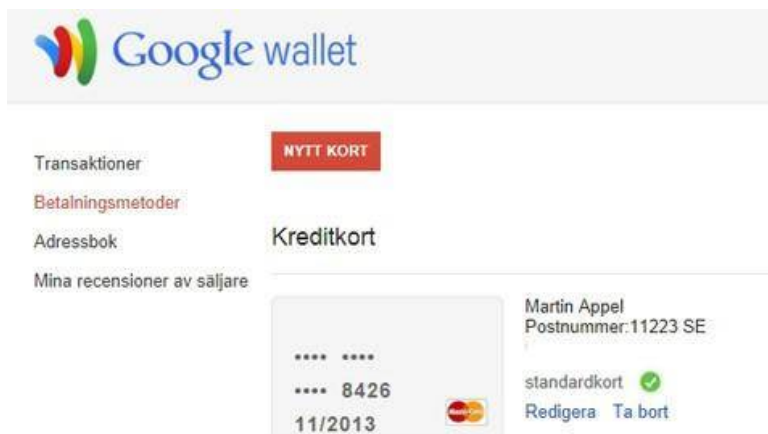 Google wallet
NYTT KORT
Transaktioner
Betalningsmetoder
Adressbok
Mina recensioner av säljare
Kreditkort
•••• ••••
•••• 8426
11/2013
MasterCard
Martin Appel
Postnummer:11223 SE
standardkort
Redigera Ta bort